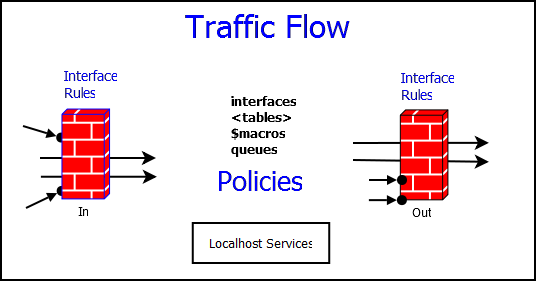 Traffic Flow
Interface
Rules
In
interfaces
<tables>
$macros
queues
Policies
Localhost Services
Interface
Rules
Out